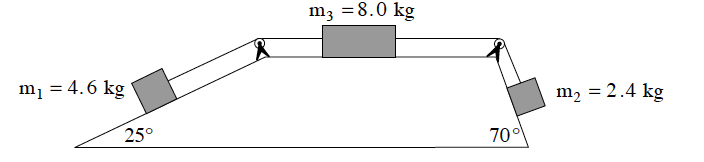 m₃ = 8.0 kg
m₁ = 4.6 kg
m₂ = 2.4 kg
25°
70°